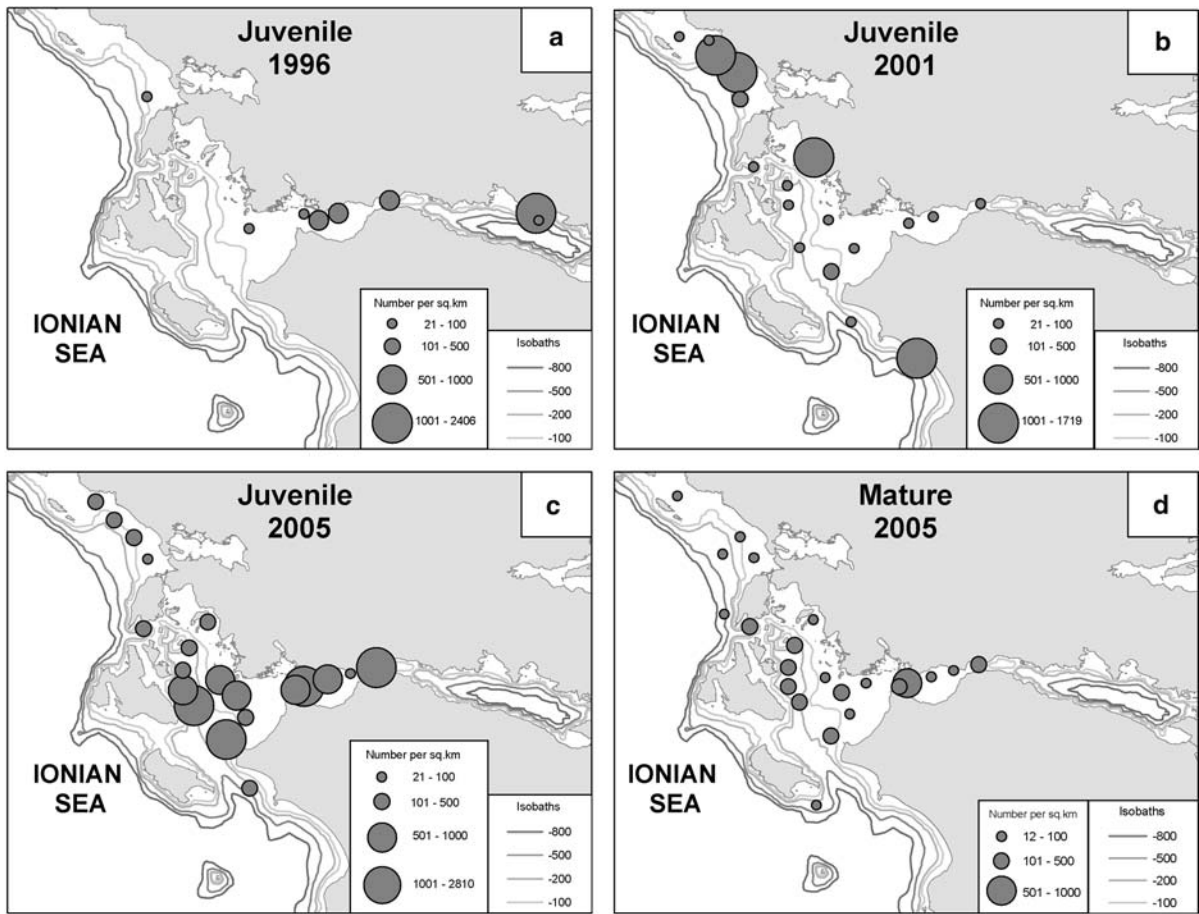 Juvenile
1996
a
IONIAN
SEA
Number per sq.km
21 - 100
101 - 500
501 - 1000
1001 - 2406
Isobaths
-800
-500
-200
-100
Juvenile
2001
b
IONIAN
SEA
Number per sq.km
21 - 100
101 - 500
501 - 1000
1001 - 1719
Isobaths
-800
-500
-200
-100
Juvenile
2005
c
IONIAN
SEA
Number per sq.km
21 - 100
101 - 500
501 - 1000
1001 - 2810
Isobaths
-800
-500
-200
-100
Mature
2005
d
IONIAN
SEA
Number per sq.km
12 - 100
101 - 500
501 - 1000
Isobaths
-800
-500
-200
-100